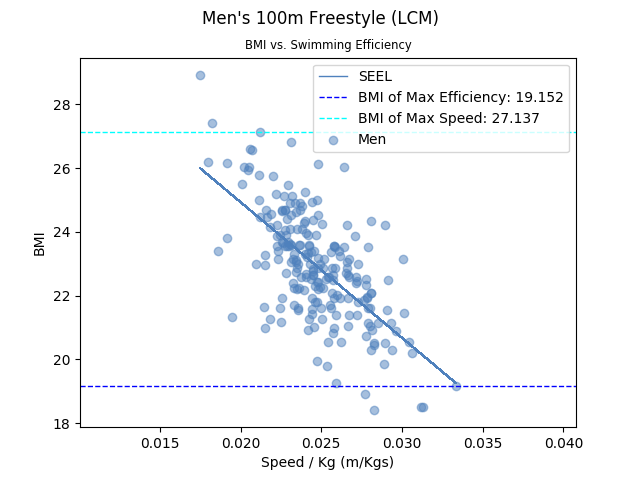 Men's 100m Freestyle (LCM)
BMI vs. Swimming Efficiency
SEEL
BMI of Max Efficiency: 19.152
BMI of Max Speed: 27.137
Men
28
26
24
22
20
18
BMI
0.015
0.020
0.025
0.030
0.035
0.040
Speed / Kg (m/Kgs)